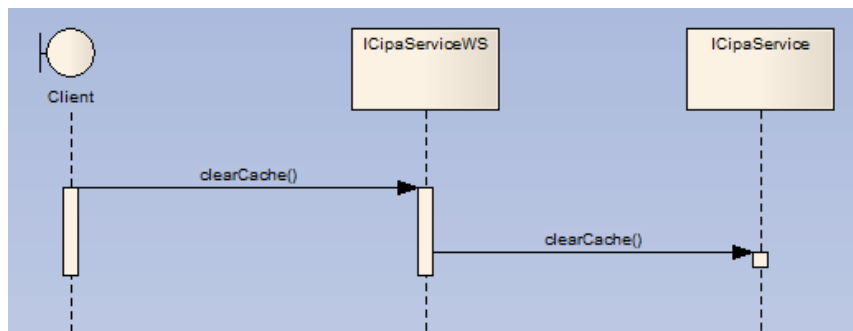 ICipaServiceWS
ICipaService
Client
clearCache()
clearCache()